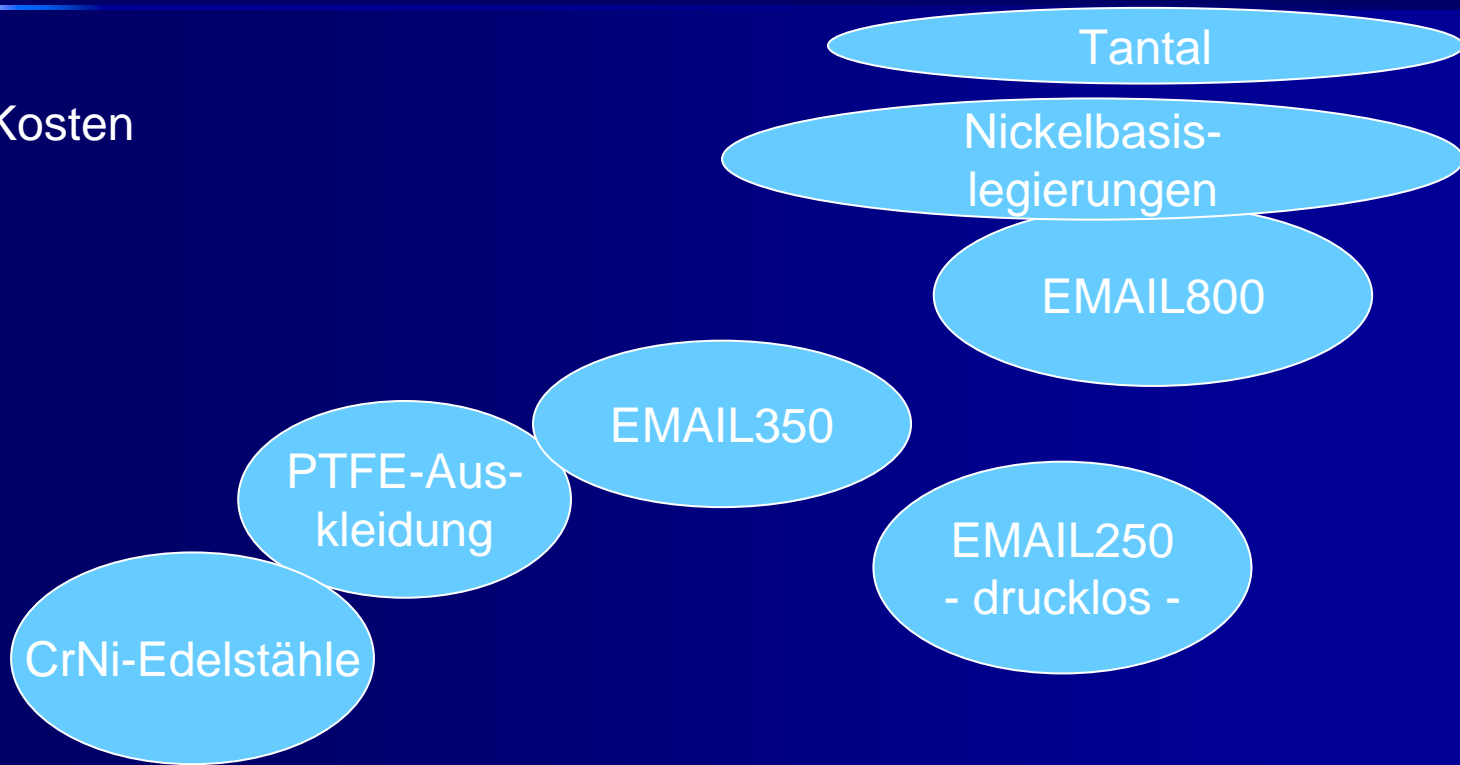 Tantal
Kosten
Nickelbasis-
legierungen
EMAIL800
EMAIL350
PTFE-Aus-
kleidung
EMAIL250
- drucklos -
CrNi-Edelstähle